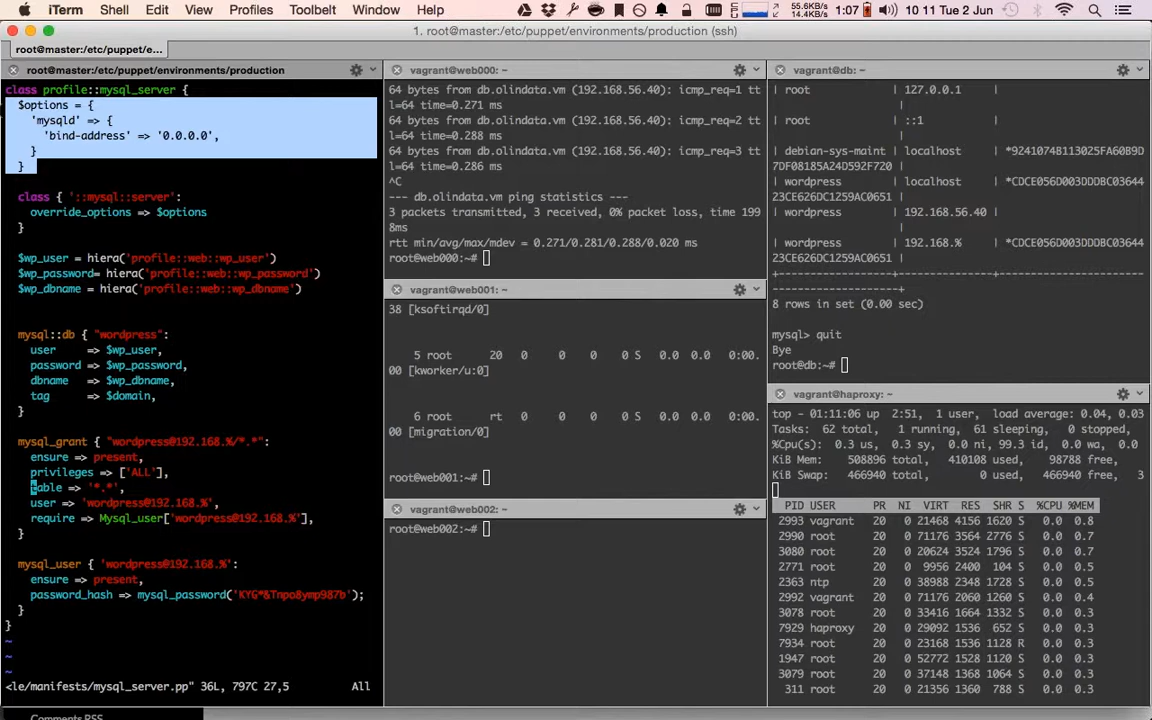 iTerm Shell Edit View Profiles Toolbelt Window Help 55.6KB/s 14.4KB/s 1:07 10 11 Tue 2 Jun
1. root@master:/etc/puppet/environments/production (ssh)
root@master:/etc/puppet/e...
root@master:/etc/puppet/environments/production
class profile::mysql_server {
$options = {
'mysqld' => {
'bind-address' => '0.0.0.0',
}
}
class { '::mysql::server':
override_options => $options
}
$wp_user = hiera('profile::web::wp_user')
$wp_password= hiera('profile::web::wp_password')
$wp_dbname = hiera('profile::web::wp_dbname')
mysql::db { "wordpress":
user => $wp_user,
password => $wp_password,
dbname => $wp_dbname,
tag => $domain,
}
mysql_grant { "wordpress@192.168.%/*.*":
ensure => present,
privileges => ['ALL'],
table => '*.*',
user => 'wordpress@192.168.%',
require => Mysql_user['wordpress@192.168.%'],
}
mysql_user { 'wordpress@192.168.%':
ensure => present,
password_hash => mysql_password('KYG*&Tnpo8ymp987b');
}
}
~
~
~
<le/manifests/mysql_server.pp" 36L, 797C 27,5 All
vagrant@web000: ~
64 bytes from db.olindata.vm (192.168.56.40): icmp_req=1 tt
l=64 time=0.271 ms
64 bytes from db.olindata.vm (192.168.56.40): icmp_req=2 tt
l=64 time=0.288 ms
64 bytes from db.olindata.vm (192.168.56.40): icmp_req=3 tt
l=64 time=0.286 ms
^C
--- db.olindata.vm ping statistics ---
3 packets transmitted, 3 received, 0% packet loss, time 199
8ms
rtt min/avg/max/mdev = 0.271/0.281/0.288/0.020 ms
root@web000:~#
vagrant@web001: ~
38 [ksoftirqd/0]
5 root 20 0 0 0 0 S 0.0 0.0 0:00.
00 [kworker/u:0]
6 root rt 0 0 0 0 S 0.0 0.0 0:00.
00 [migration/0]
root@web001:~#
vagrant@web002: ~
root@web002:~#
vagrant@db: ~
| root | 127.0.0.1 |
|
| root | ::1 |
|
| debian-sys-maint | localhost | *9241074B113025FA60B9D
7DF08185A24D592F720 |
| wordpress | localhost | *CDCE056D003DDDBC03644
23CE626DC1259AC0651 |
| wordpress | 192.168.56.40 |
|
| wordpress | 192.168.% | *CDCE056D003DDDBC03644
23CE626DC1259AC0651 |
+------------------+---------------+----------------------
-------------------+
8 rows in set (0.00 sec)
mysql> quit
Bye
root@db:~#
vagrant@haproxy: ~
top - 01:11:06 up 2:51, 1 user, load average: 0.04, 0.03
Tasks: 62 total, 1 running, 61 sleeping, 0 stopped,
%Cpu(s): 0.3 us, 0.3 sy, 0.0 ni, 99.3 id, 0.0 wa, 0.0
KiB Mem: 508896 total, 410108 used, 98788 free,
KiB Swap: 466940 total, 0 used, 466940 free, 3
PID USER PR NI VIRT RES SHR S %CPU %MEM
2993 vagrant 20 0 21468 4156 1620 S 0.0 0.8
2990 root 20 0 71176 3564 2776 S 0.0 0.7
3080 root 20 0 20624 3524 1796 S 0.0 0.7
2771 root 20 0 9956 2400 104 S 0.0 0.5
2363 ntp 20 0 38988 2348 1728 S 0.0 0.5
2992 vagrant 20 0 71176 2060 1260 S 0.0 0.4
3078 root 20 0 33416 1664 1332 S 0.0 0.3
7929 haproxy 20 0 29092 1536 652 S 0.0 0.3
7934 root 20 0 23168 1536 1128 R 0.0 0.3
1947 root 20 0 52772 1528 1120 S 0.0 0.3
3079 root 20 0 37148 1368 1064 S 0.0 0.3
311 root 20 0 21356 1360 788 S 0.0 0.3
Comments RSS